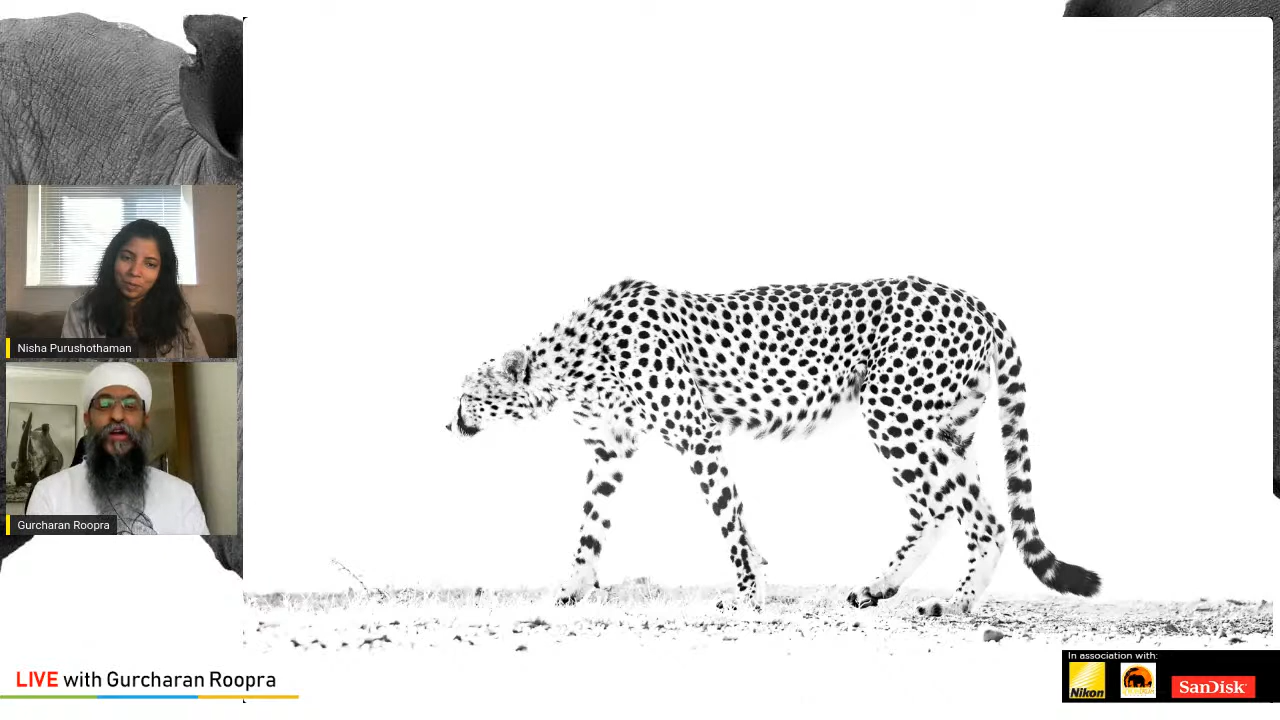 Nisha Purushothaman
Gurcharan Roopra
LIVE with Gurcharan Roopra
In association with:
Nikon
SanDisk